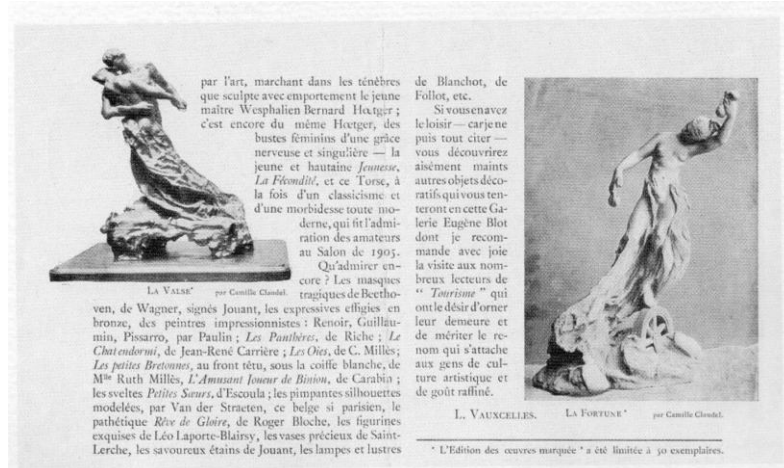 par l'art, marchant dans les ténèbres
que sculpte avec emportement le jeune
maître Wesphalien Bernard Hœtger ;
c'est encore du même Hœtger, des
bustes féminins d'une grâce
nerveuse et singulière — la
jeune et hautaine Jeunesse,
La Fécondité, et ce Torse, à
la fois d'un classicisme et
d'une morbidesse toute mo-
derne, qui fit l'admi-
ration des amateurs
au Salon de 1905.
Qu'admirer en-
core ? Les masques
tragiques de Beetho-
LA VALSE* par Camille Claudel.
ven, de Wagner, signés Jouant, les expressives effigies en
bronze, des peintres impressionnistes : Renoir, Guillau-
min, Pissarro, par Paulin ; Les Panthères, de Riche ; Le
Chat endormi, de Jean-René Carrière ; Les Oies, de C. Millès;
Les petites Bretonnes, au front têtu, sous la coiffe blanche, de
Mlle Ruth Millès, L'Amusant Joueur de Biniou, de Carabin ;
les sveltes Petites Sœurs, d'Escoula ; les pimpantes silhouettes
modelées, par Van der Straeten, ce belge si parisien, le
pathétique Rêve de Gloire, de Roger Bloche, les figurines
exquises de Léo Laporte-Blairsy, les vases précieux de Saint-
Lerche, les savoureux étains de Jouant, les lampes et lustres
de Blanchot, de
Follot, etc.
Si vous en avez
le loisir — car je ne
puis tout citer —
vous découvrirez
aisément maints
autres objets déco-
ratifs qui vous ten-
teront en cette Ga-
lerie Eugène Blot
dont je recom-
mande avec joie
la visite aux nom-
breux lecteurs de
“ Tourisme ” qui
ont le désir d'orner
leur demeure et
de mériter le re-
nom qui s'attache
aux gens de cul-
ture artistique et
de goût raffiné.
L. VAUXCELLES.
LA FORTUNE* par Camille Claudel.
* L'Edition des œuvres marquée * a été limitée à 50 exemplaires.